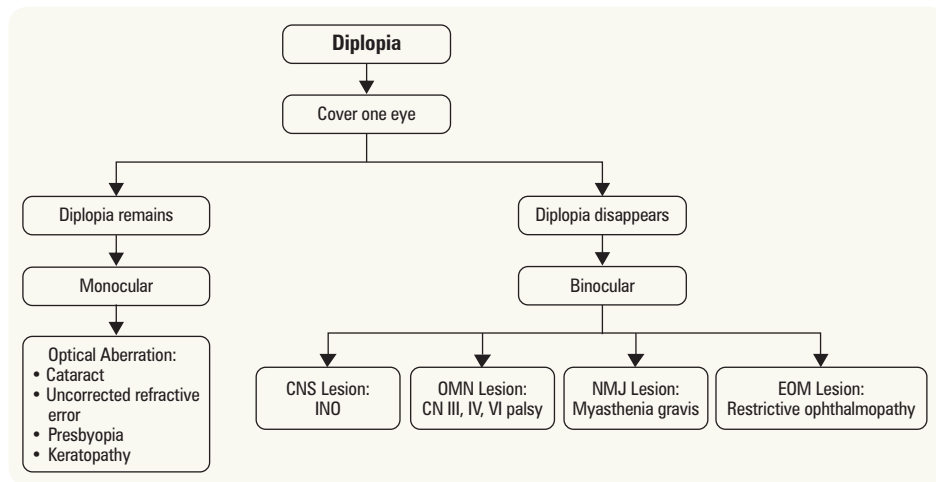 Diplopia
Cover one eye
Diplopia remains
Diplopia disappears
Monocular
Binocular
Optical Aberration:
• Cataract
• Uncorrected refractive
error
• Presbyopia
• Keratopathy
CNS Lesion:
INO
OMN Lesion:
CN III, IV, VI palsy
NMJ Lesion:
Myasthenia gravis
EOM Lesion:
Restrictive ophthalmopathy